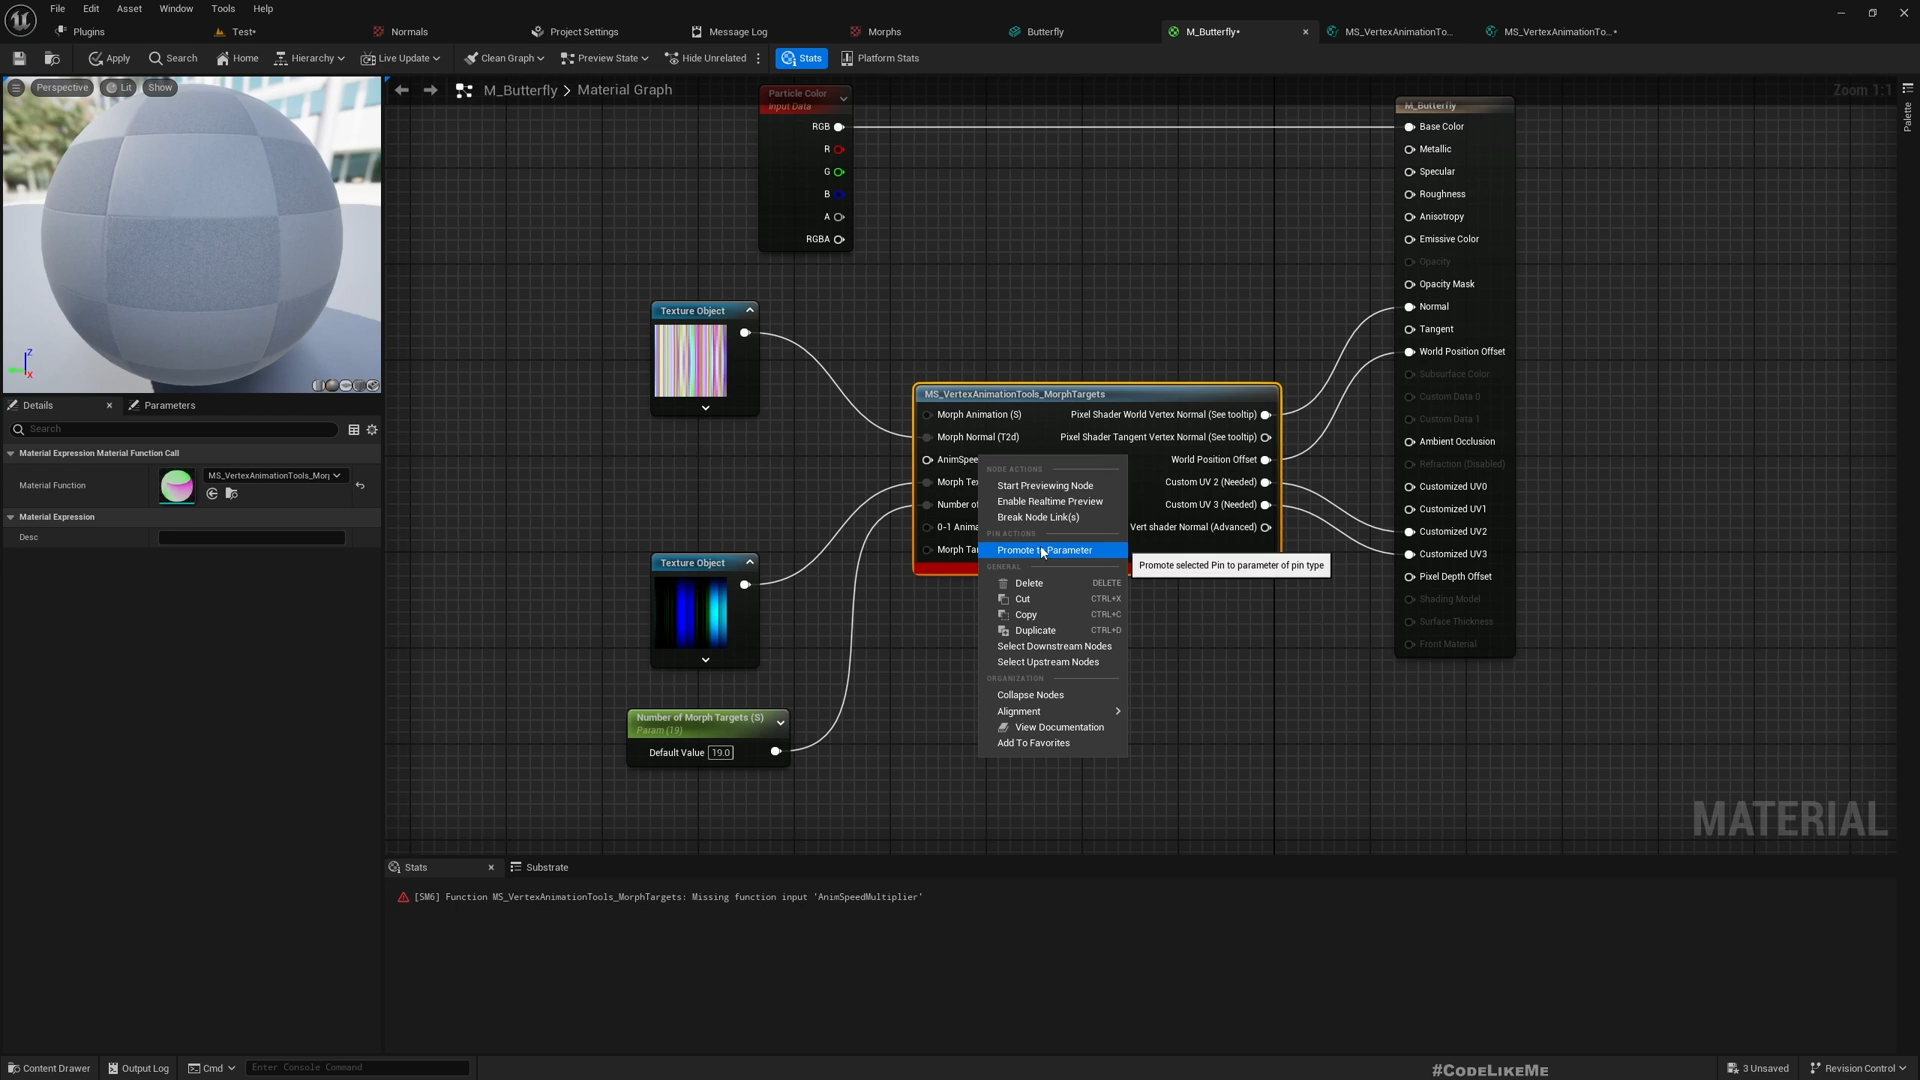 File Edit Asset Window Tools Help
Plugins Test* Normals Project Settings Message Log Morphs Butterfly M_Butterfly* MS_VertexAnimationTo... MS_VertexAnimationTo...*
Apply Search Home Hierarchy Live Update Clean Graph Preview State Hide Unrelated Stats Platform Stats
Perspective Lit Show
M_Butterfly > Material Graph
Zoom 1:1
Palette
Z
X
Particle Color
Input Data
RGB
R
G
B
A
RGBA
Texture Object
Texture Object
Number of Morph Targets (S)
Param (19)
Default Value 19.0
MS_VertexAnimationTools_MorphTargets
Morph Animation (S) Pixel Shader World Vertex Normal (See tooltip)
Morph Normal (T2d) Pixel Shader Tangent Vertex Normal (See tooltip)
AnimSpee World Position Offset
Morph Tex Custom UV 2 (Needed)
Number of Custom UV 3 (Needed)
0-1 Anima Vert shader Normal (Advanced)
Morph Tar
NODE ACTIONS
Start Previewing Node
Enable Realtime Preview
Break Node Link(s)
PIN ACTIONS
Promote to Parameter
Promote selected Pin to parameter of pin type
GENERAL
Delete DELETE
Cut CTRL+X
Copy CTRL+C
Duplicate CTRL+D
Select Downstream Nodes
Select Upstream Nodes
ORGANIZATION
Collapse Nodes
Alignment
View Documentation
Add To Favorites
M_Butterfly
Base Color
Metallic
Specular
Roughness
Anisotropy
Emissive Color
Opacity
Opacity Mask
Normal
Tangent
World Position Offset
Subsurface Color
Custom Data 0
Custom Data 1
Ambient Occlusion
Refraction (Disabled)
Customized UV0
Customized UV1
Customized UV2
Customized UV3
Pixel Depth Offset
Shading Model
Surface Thickness
Front Material
MATERIAL
Details Parameters
Search
Material Expression Material Function Call
Material Function MS_VertexAnimationTools_Mor
Material Expression
Desc
Stats Substrate
[SM6] Function MS_VertexAnimationTools_MorphTargets: Missing function input 'AnimSpeedMultiplier'
Content Drawer Output Log Cmd Enter Console Command #CODELIKEME 3 Unsaved Revision Control